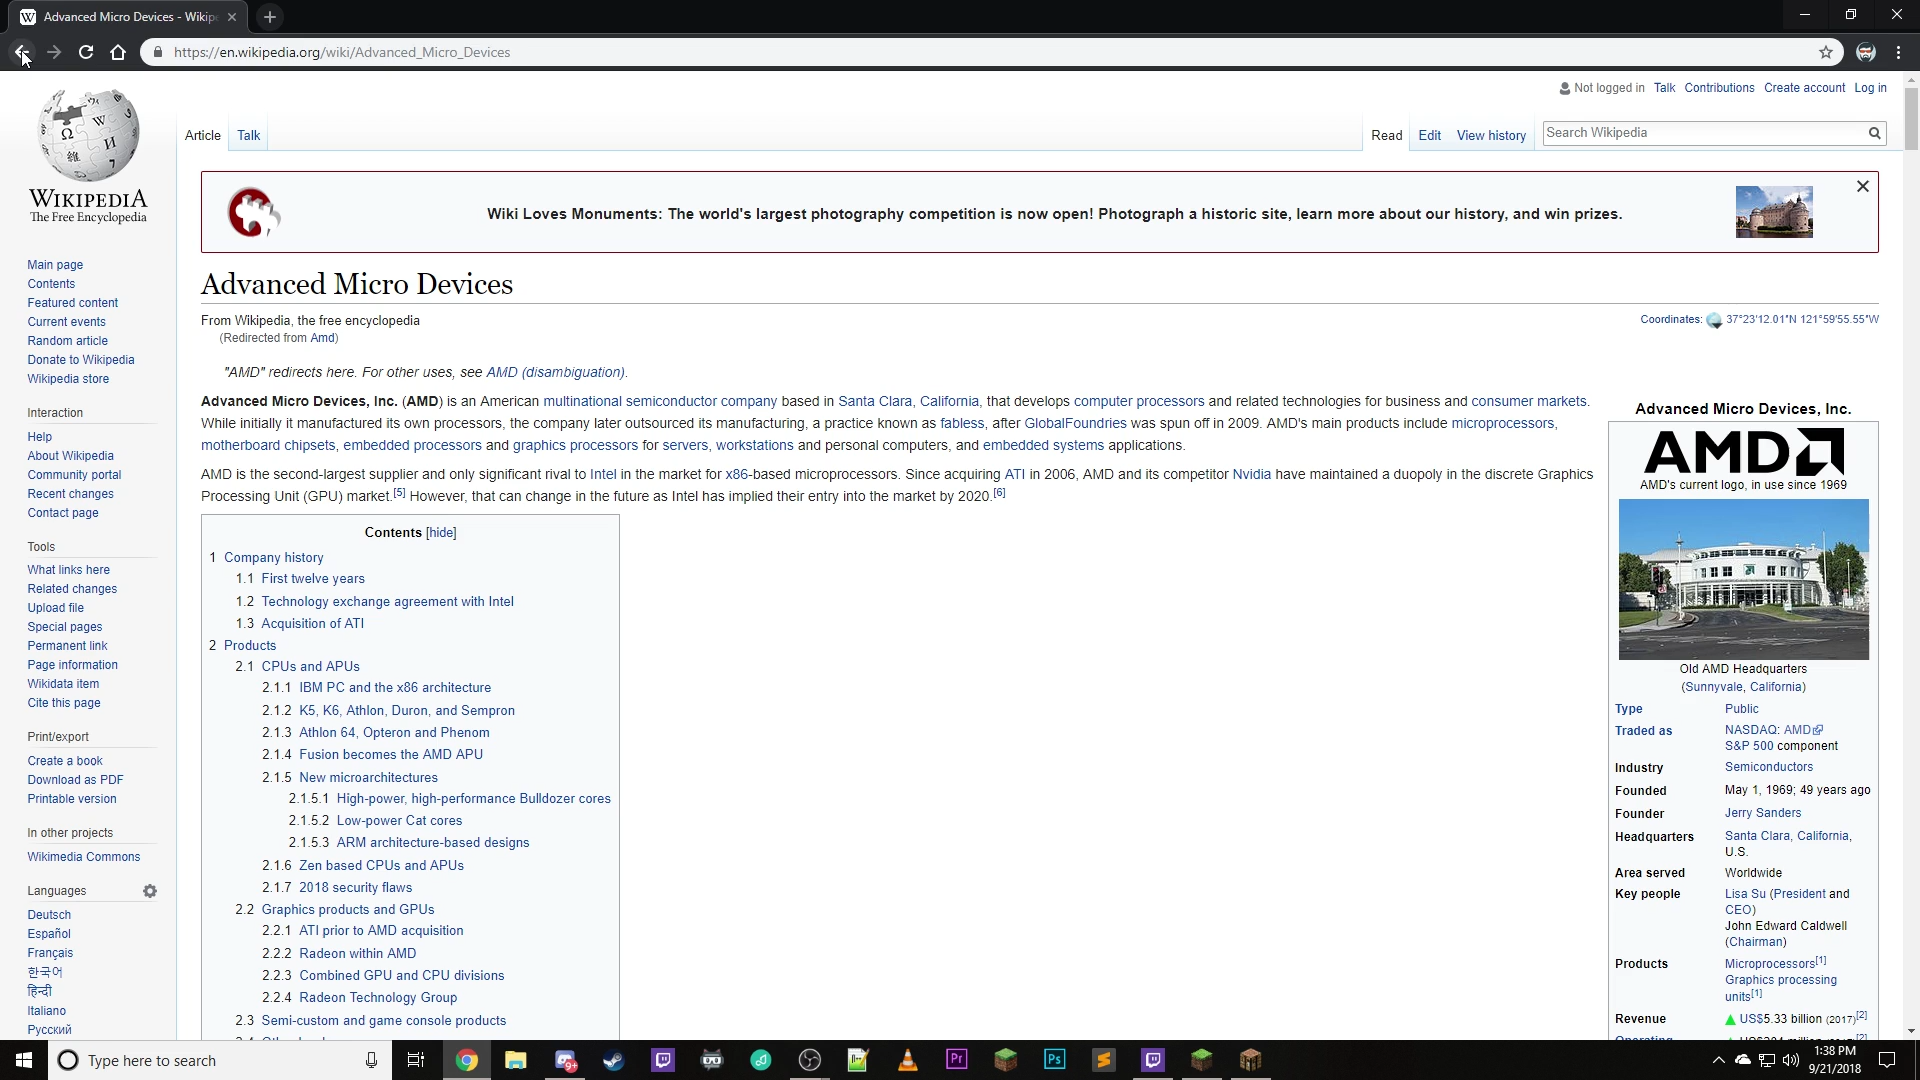 Advanced Micro Devices - Wikipe
https://en.wikipedia.org/wiki/Advanced_Micro_Devices
Not logged in Talk Contributions Create account Log in
Article Talk Read Edit View history Search Wikipedia
WIKIPEDIA
The Free Encyclopedia
Main page
Contents
Featured content
Current events
Random article
Donate to Wikipedia
Wikipedia store
Interaction
Help
About Wikipedia
Community portal
Recent changes
Contact page
Tools
What links here
Related changes
Upload file
Special pages
Permanent link
Page information
Wikidata item
Cite this page
Print/export
Create a book
Download as PDF
Printable version
In other projects
Wikimedia Commons
Languages
Deutsch
Español
Français
한국어
हिन्दी
Italiano
Русский
Wiki Loves Monuments: The world's largest photography competition is now open! Photograph a historic site, learn more about our history, and win prizes.
Advanced Micro Devices
From Wikipedia, the free encyclopedia
(Redirected from Amd)
Coordinates: 37°23′12.01″N 121°59′55.55″W
"AMD" redirects here. For other uses, see AMD (disambiguation).
Advanced Micro Devices, Inc. (AMD) is an American multinational semiconductor company based in Santa Clara, California, that develops computer processors and related technologies for business and consumer markets.
While initially it manufactured its own processors, the company later outsourced its manufacturing, a practice known as fabless, after GlobalFoundries was spun off in 2009. AMD's main products include microprocessors,
motherboard chipsets, embedded processors and graphics processors for servers, workstations and personal computers, and embedded systems applications.
AMD is the second-largest supplier and only significant rival to Intel in the market for x86-based microprocessors. Since acquiring ATI in 2006, AMD and its competitor Nvidia have maintained a duopoly in the discrete Graphics
Processing Unit (GPU) market.[5] However, that can change in the future as Intel has implied their entry into the market by 2020.[6]
Contents [hide]
1 Company history
1.1 First twelve years
1.2 Technology exchange agreement with Intel
1.3 Acquisition of ATI
2 Products
2.1 CPUs and APUs
2.1.1 IBM PC and the x86 architecture
2.1.2 K5, K6, Athlon, Duron, and Sempron
2.1.3 Athlon 64, Opteron and Phenom
2.1.4 Fusion becomes the AMD APU
2.1.5 New microarchitectures
2.1.5.1 High-power, high-performance Bulldozer cores
2.1.5.2 Low-power Cat cores
2.1.5.3 ARM architecture-based designs
2.1.6 Zen based CPUs and APUs
2.1.7 2018 security flaws
2.2 Graphics products and GPUs
2.2.1 ATI prior to AMD acquisition
2.2.2 Radeon within AMD
2.2.3 Combined GPU and CPU divisions
2.2.4 Radeon Technology Group
2.3 Semi-custom and game console products
Advanced Micro Devices, Inc.
AMD
AMD's current logo, in use since 1969
Old AMD Headquarters
(Sunnyvale, California)
Type Public
Traded as NASDAQ: AMD
S&P 500 component
Industry Semiconductors
Founded May 1, 1969; 49 years ago
Founder Jerry Sanders
Headquarters Santa Clara, California,
U.S.
Area served Worldwide
Key people Lisa Su (President and
CEO)
John Edward Caldwell
(Chairman)
Products Microprocessors[1]
Graphics processing
units[1]
Revenue US$5.33 billion (2017)[2]
Type here to search
9+
Pr
Ps
1:38 PM
9/21/2018